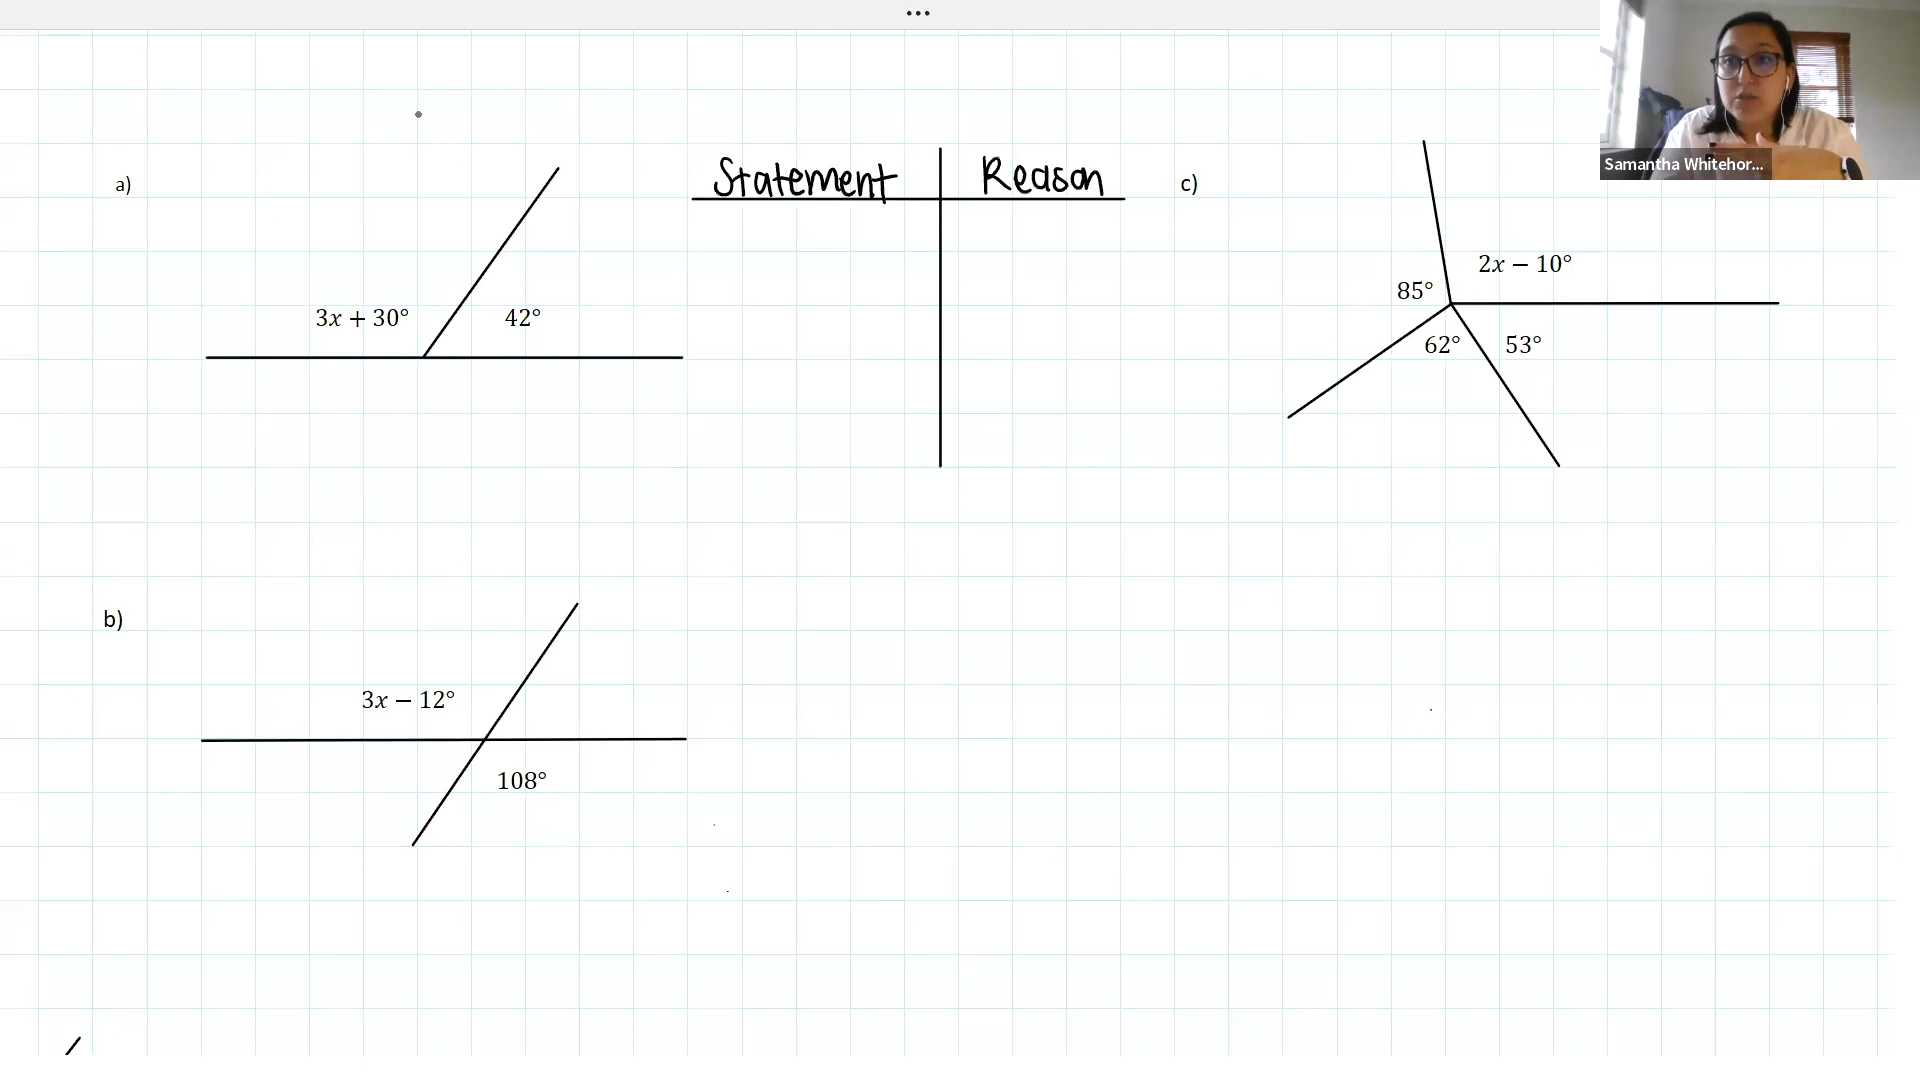 •••
Samantha Whitehor...
a)
Statement
Reason
3x + 30°
42°
c)
2x − 10°
85°
62°
53°
b)
3x − 12°
108°